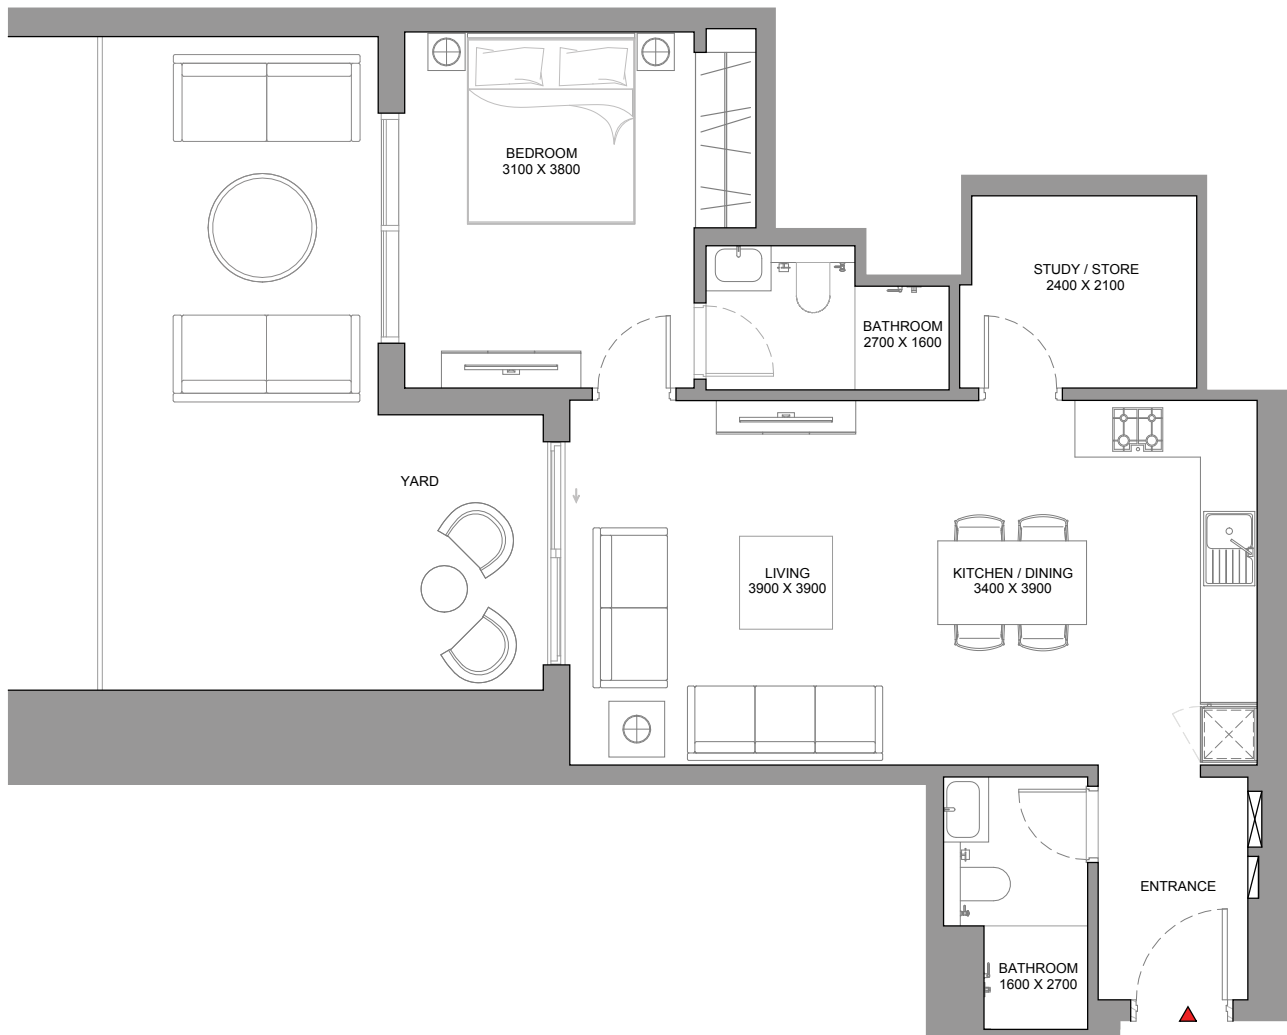 BEDROOM
3100 X 3800
STUDY / STORE
2400 X 2100
BATHROOM
2700 X 1600
YARD
LIVING
3900 X 3900
KITCHEN / DINING
3400 X 3900
ENTRANCE
BATHROOM
1600 X 2700